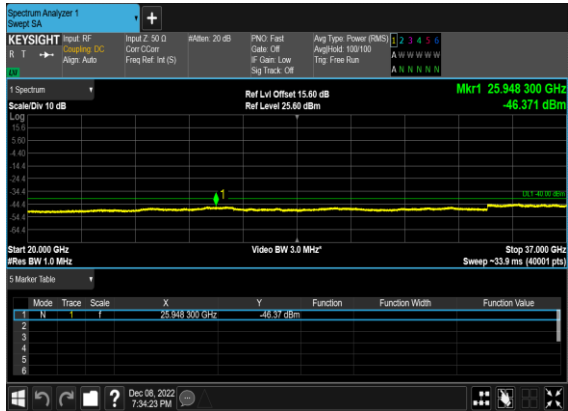 Spectrum Analyzer 1
Swept SA
KEYSIGHT Input: RF Input Z: 50 Ω #Atten: 20 dB PNO: Fast Avg Type: Power (RMS) 1 2 3 4 5 6
R T Coupling: DC Corr CCorr Gate: Off Avg|Hold: 100/100 A W W W W W
Align: Auto Freq Ref: Int (S) IF Gain: Low Trig: Free Run
LXI Sig Track: Off A N N N N N
1 Spectrum Ref Lvl Offset 15.60 dB Mkr1 25.948 300 GHz
Scale/Div 10 dB Ref Level 25.60 dBm -46.371 dBm
Log
15.6
5.60
-4.40
-14.4
-24.4
-34.4 1 DL1 -40.00 dBm
-44.4
-54.4
-64.4
Start 20.000 GHz Video BW 3.0 MHz* Stop 37.000 GHz
#Res BW 1.0 MHz Sweep ~33.9 ms (40001 pts)
5 Marker Table
Mode Trace Scale X Y Function Function Width Function Value
1 N 1 f 25.948 300 GHz -46.37 dBm
2
3
4
5
6
? Dec 08, 2022
7:34:23 PM